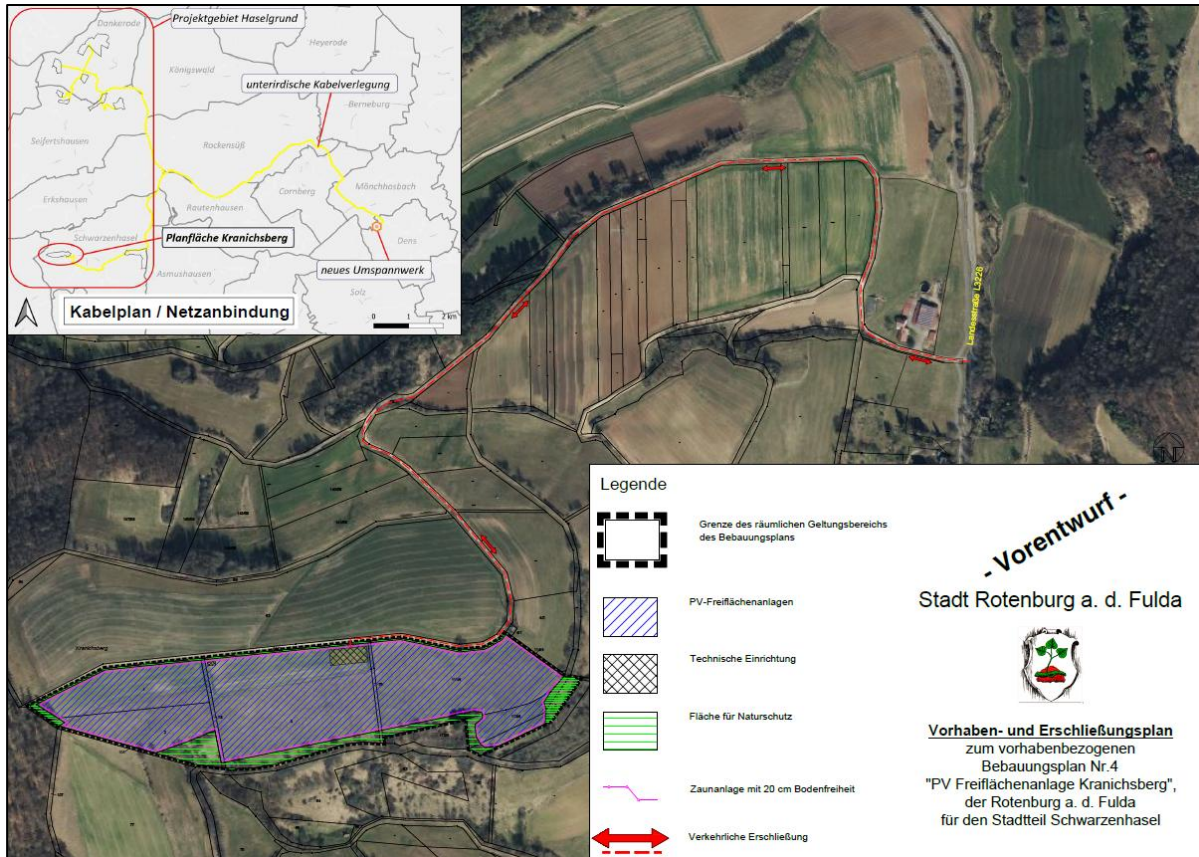 Projektgebiet Haselgrund
Dankerode
Heyerode
Königswald
unterirdische Kabelverlegung
Berneburg
Seifertshausen
Rockensüß
Mönchhosbach
Cornberg
Erkshausen
Rautenhausen
Schwarzenhasel
Planfläche Kranichsberg
Dens
neues Umspannwerk
Asmushausen
Solz
Kabelplan / Netzanbindung
0 1 2 km
Landesstraße L3226
Kranichsberg
N
Legende
Grenze des räumlichen Geltungsbereichs
des Bebauungsplans
PV-Freiflächenanlagen
Technische Einrichtung
Fläche für Naturschutz
Zaunanlage mit 20 cm Bodenfreiheit
Verkehrliche Erschließung
- Vorentwurf -
Stadt Rotenburg a. d. Fulda
Vorhaben- und Erschließungsplan
zum vorhabenbezogenen
Bebauungsplan Nr.4
"PV Freiflächenanlage Kranichsberg",
der Rotenburg a. d. Fulda
für den Stadtteil Schwarzenhasel